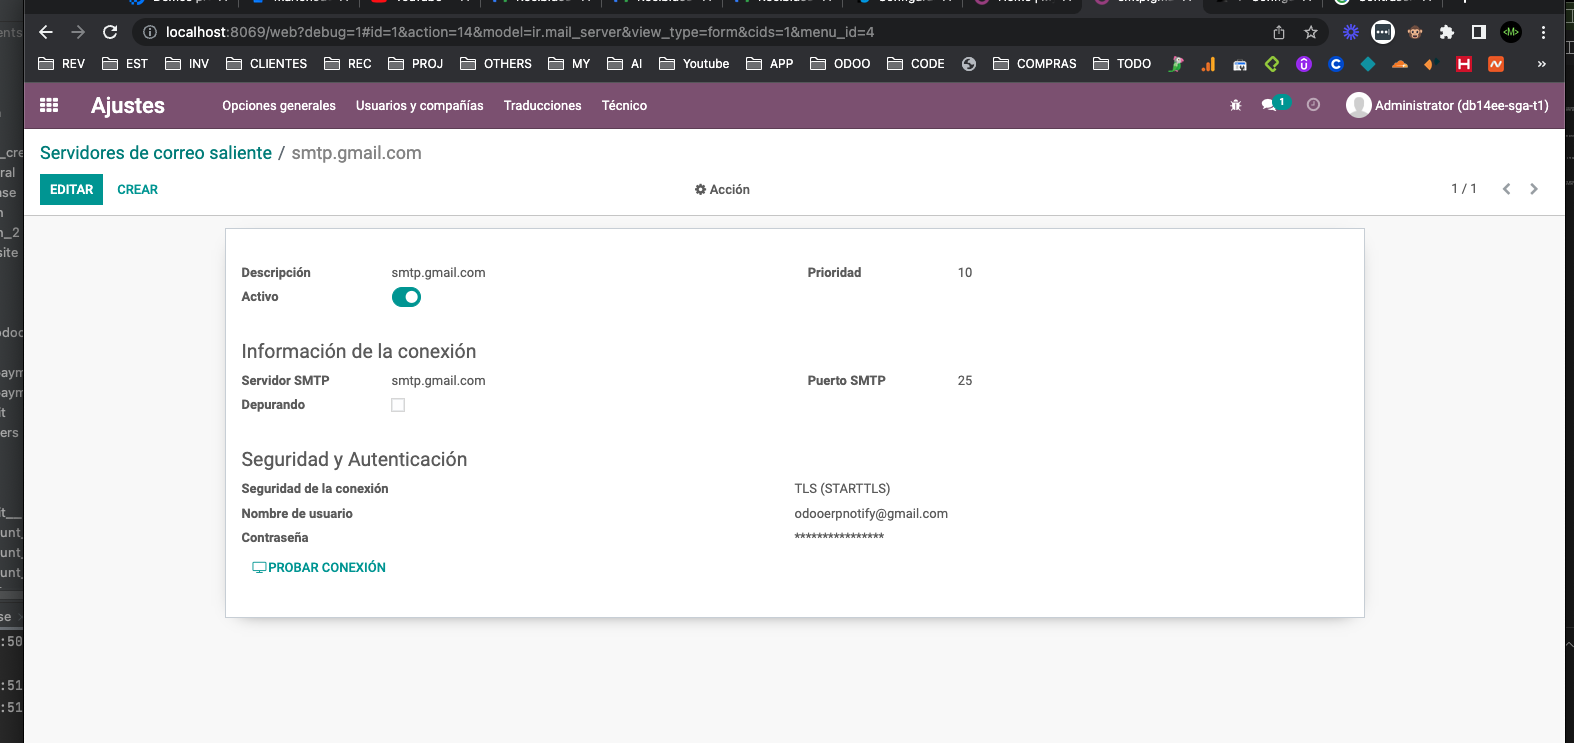 localhost:8069/web?debug=1#id=1&action=14&model=ir.mail_server&view_type=form&cids=1&menu_id=4
REV EST INV CLIENTES REC PROJ OTHERS MY AI Youtube APP ODOO CODE COMPRAS TODO »
Ajustes Opciones generales Usuarios y compañías Traducciones Técnico 1 Administrator (db14ee-sga-t1)
Servidores de correo saliente / smtp.gmail.com
EDITAR CREAR Acción 1 / 1
Descripción smtp.gmail.com Prioridad 10
Activo
Información de la conexión
Servidor SMTP smtp.gmail.com Puerto SMTP 25
Depurando
Seguridad y Autenticación
Seguridad de la conexión TLS (STARTTLS)
Nombre de usuario odooerpnotify@gmail.com
Contraseña ****************
PROBAR CONEXIÓN
:50
:51
:51